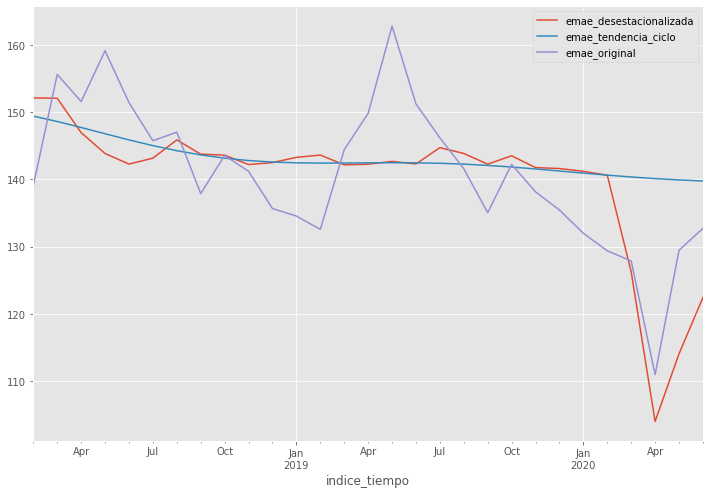 emae_desestacionalizada
emae_tendencia_ciclo
emae_original
160
150
140
130
120
110
Apr Jul Oct Jan Apr Jul Oct Jan Apr
2019 2020
indice_tiempo